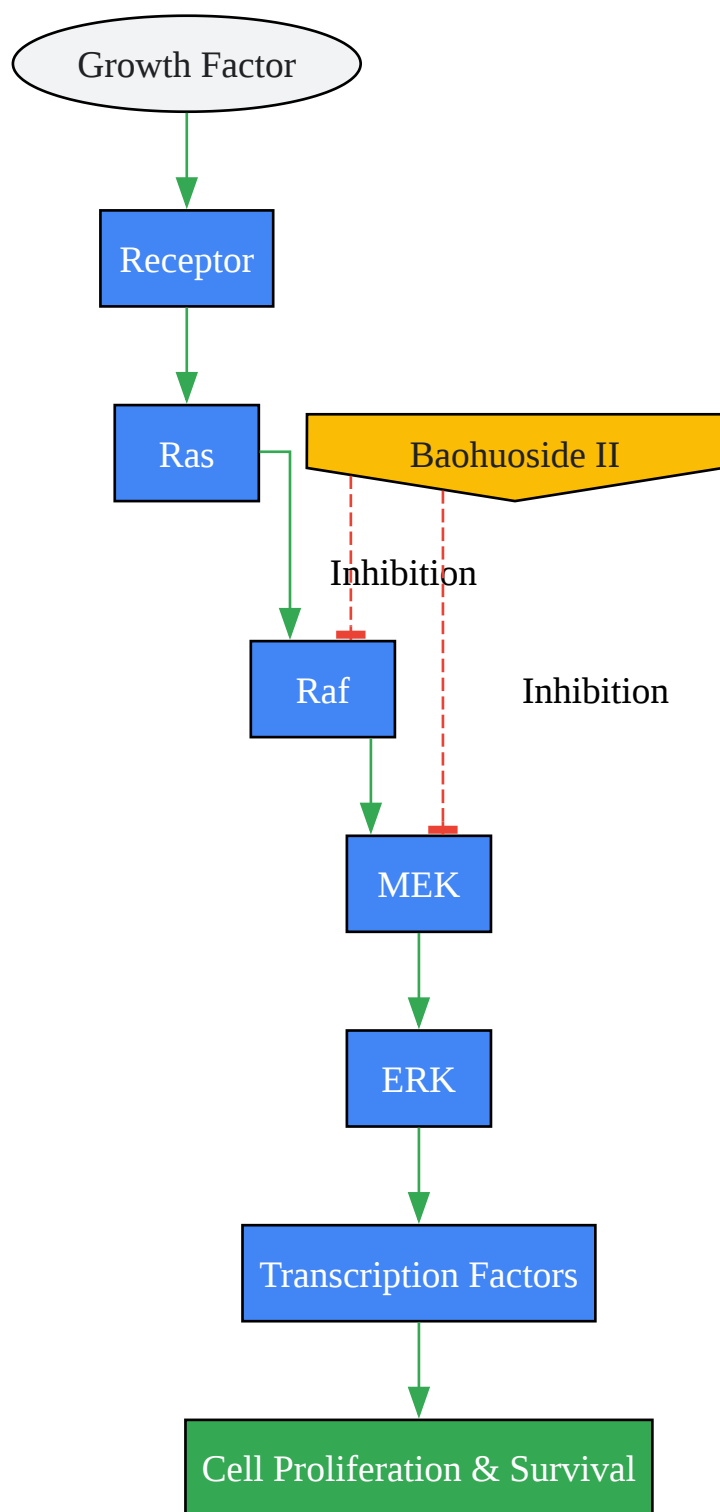 Growth Factor
Receptor
Ras
Baohuoside II
Inhibition
Raf
Inhibition
MEK
ERK
Transcription Factors
Cell Proliferation & Survival